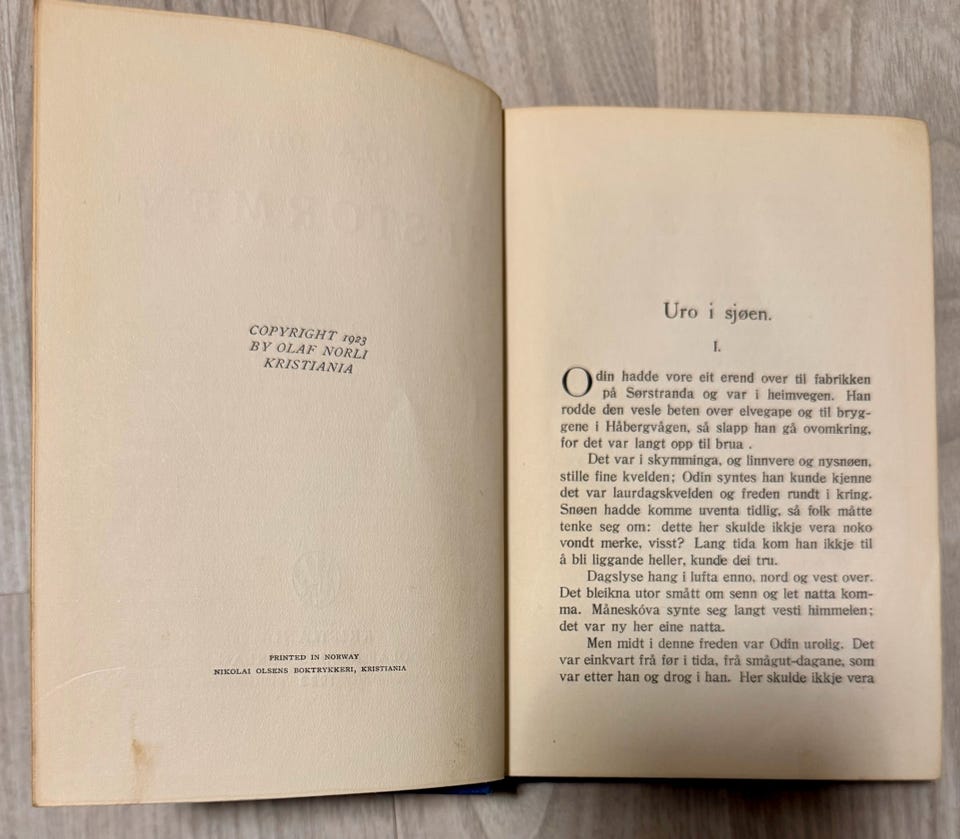 COPYRIGHT 1923
BY OLAF NORLI
KRISTIANIA
PRINTED IN NORWAY
NIKOLAI OLSENS BOKTRYKKERI, KRISTIANIA
Uro i sjøen.
I.
Odin hadde vore eit erend over til fabrikken
på Sørstranda og var i heimvegen. Han
rodde den vesle beten over elvegape og til bryg-
gene i Håbergvågen, så slapp han gå ovomkring,
for det var langt opp til brua .
Det var i skymminga, og linnvere og nysnøen,
stille fine kvelden; Odin syntes han kunde kjenne
det var laurdagskvelden og freden rundt i kring.
Snøen hadde komme uventa tidlig, så folk måtte
tenke seg om: dette her skulde ikkje vera noko
vondt merke, visst? Lang tida kom han ikkje til
å bli liggande heller, kunde dei tru.
Dagslyse hang i lufta enno, nord og vest over.
Det bleikna utor smått om senn og let natta kom-
ma. Måneskóva synte seg langt vesti himmelen;
det var ny her eine natta.
Men midt i denne freden var Odin urolig. Det
var einkvart frå før i tida, frå smågut-dagane, som
var etter han og drog i han. Her skulde ikkje vera